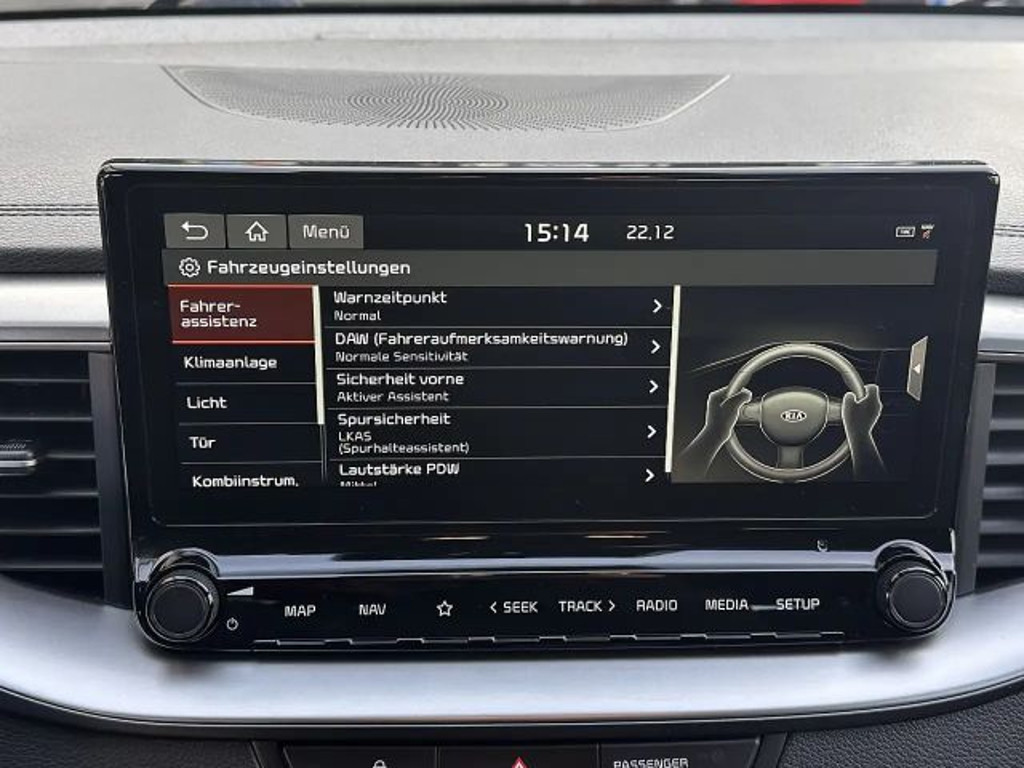 Menü 15:14 22.12
Fahrzeugeinstellungen
Fahrer-
assistenz
Klimaanlage
Licht
Tür
Kombiinstrum.
Warnzeitpunkt
Normal
DAW (Fahreraufmerksamkeitswarnung)
Normale Sensitivität
Sicherheit vorne
Aktiver Assistent
Spursicherheit
LKAS
(Spurhalteassistent)
Lautstärke PDW
KIA
MAP NAV < SEEK TRACK > RADIO MEDIA SETUP
PASSENGER